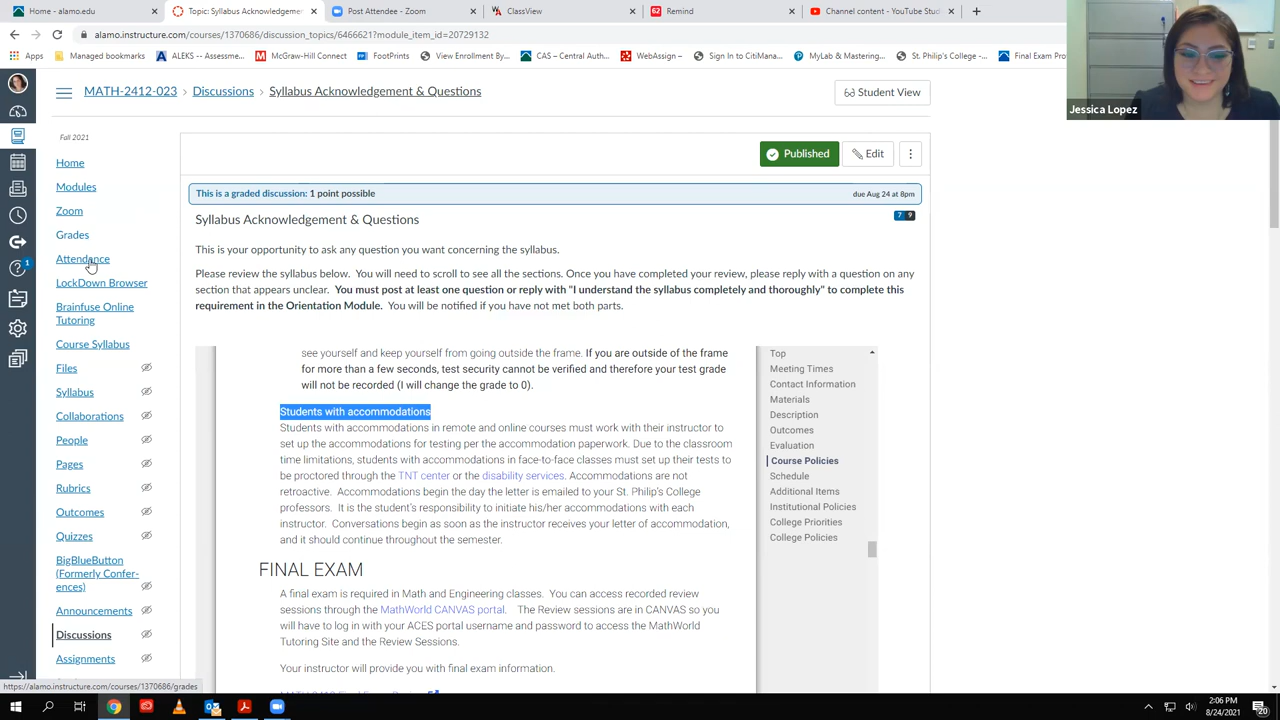 Home - alamo.edu
Topic: Syllabus Acknowledgement
Post Attendee - Zoom
ClassView
Remind
Channel content - YouTube Stud
alamo.instructure.com/courses/1370686/discussion_topics/6466621?module_item_id=20729132
Apps
Managed bookmarks
ALEKS -- Assessme...
McGraw-Hill Connect
FootPrints
View Enrollment By...
CAS – Central Auth...
WebAssign –
Sign In to CitiMana...
MyLab & Mastering...
St. Philip's College -...
Final Exam Pro
Jessica Lopez
MATH-2412-023 > Discussions > Syllabus Acknowledgement & Questions
Student View
Fall 2021
Home
Modules
Zoom
Grades
Attendance
LockDown Browser
Brainfuse Online
Tutoring
Course Syllabus
Files
Syllabus
Collaborations
People
Pages
Rubrics
Outcomes
Quizzes
BigBlueButton
(Formerly Confer-
ences)
Announcements
Discussions
Assignments
1
Published
Edit
This is a graded discussion: 1 point possible
due Aug 24 at 8pm
Syllabus Acknowledgement & Questions
7 9
This is your opportunity to ask any question you want concerning the syllabus.
Please review the syllabus below. You will need to scroll to see all the sections. Once you have completed your review, please reply with a question on any
section that appears unclear. You must post at least one question or reply with "I understand the syllabus completely and thoroughly" to complete this
requirement in the Orientation Module. You will be notified if you have not met both parts.
see yourself and keep yourself from going outside the frame. If you are outside of the frame
for more than a few seconds, test security cannot be verified and therefore your test grade
will not be recorded (I will change the grade to 0).
Students with accommodations
Students with accommodations in remote and online courses must work with their instructor to
set up the accommodations for testing per the accommodation paperwork. Due to the classroom
time limitations, students with accommodations in face-to-face classes must set up their tests to
be proctored through the TNT center or the disability services. Accommodations are not
retroactive. Accommodations begin the day the letter is emailed to your St. Philip's College
professors. It is the student's responsibility to initiate his/her accommodations with each
instructor. Conversations begin as soon as the instructor receives your letter of accommodation,
and it should continue throughout the semester.
FINAL EXAM
A final exam is required in Math and Engineering classes. You can access recorded review
sessions through the MathWorld CANVAS portal. The Review sessions are in CANVAS so you
will have to log in with your ACES portal username and password to access the MathWorld
Tutoring Site and the Review Sessions.
Your instructor will provide you with final exam information.
Top
Meeting Times
Contact Information
Materials
Description
Outcomes
Evaluation
Course Policies
Schedule
Additional Items
Institutional Policies
College Priorities
College Policies
https://alamo.instructure.com/courses/1370686/grades
2:06 PM
8/24/2021
20